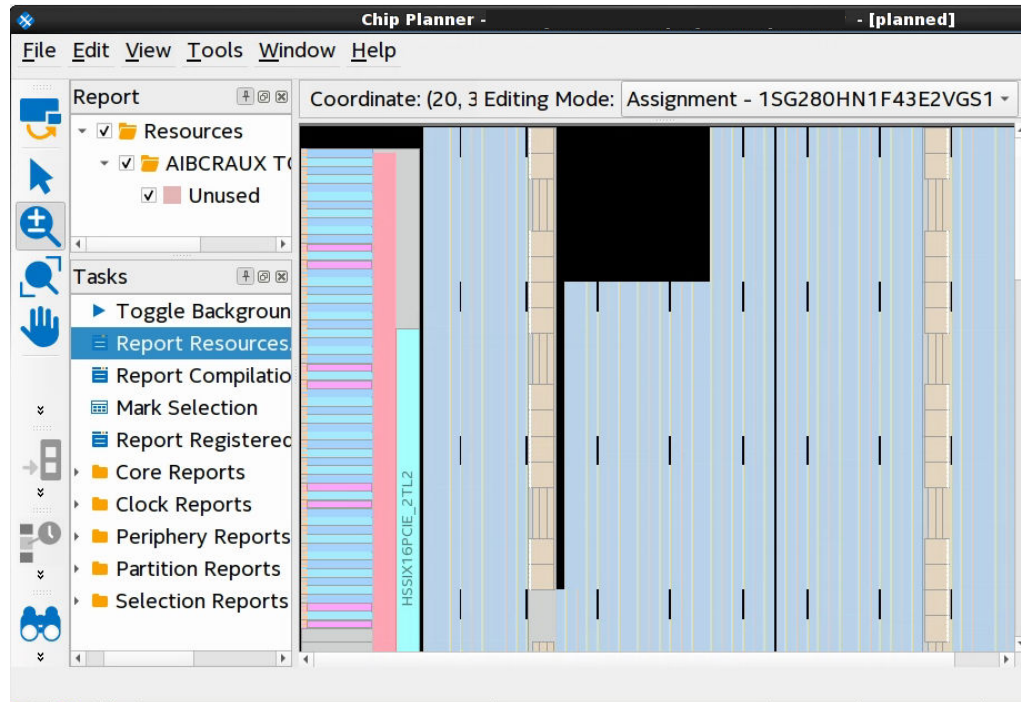 Chip Planner - - [planned]
File Edit View Tools Window Help
Report
Coordinate: (20, 3 Editing Mode: Assignment - 1SG280HN1F43E2VGS1
Resources
AIBCRAUX TO
Unused
Tasks
Toggle Backgroun
Report Resources.
Report Compilatio
Mark Selection
Report Registered
Core Reports
Clock Reports
Periphery Reports
Partition Reports
Selection Reports
HSSIX16PCIE_2TL2